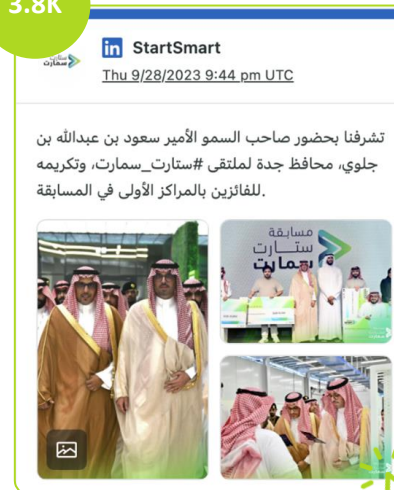 3.8K
ستارت
سمارت
in StartSmart
Thu 9/28/2023 9:44 pm UTC
تشرفنا بحضور صاحب السمو الأمير سعود بن عبدالله بن
جلوي، محافظ جدة لملتقى #ستارت_سمارت، وتكريمه
.للفائزين بالمراكز الأولى في المسابقة
مسابقة
ستارت
سمارت